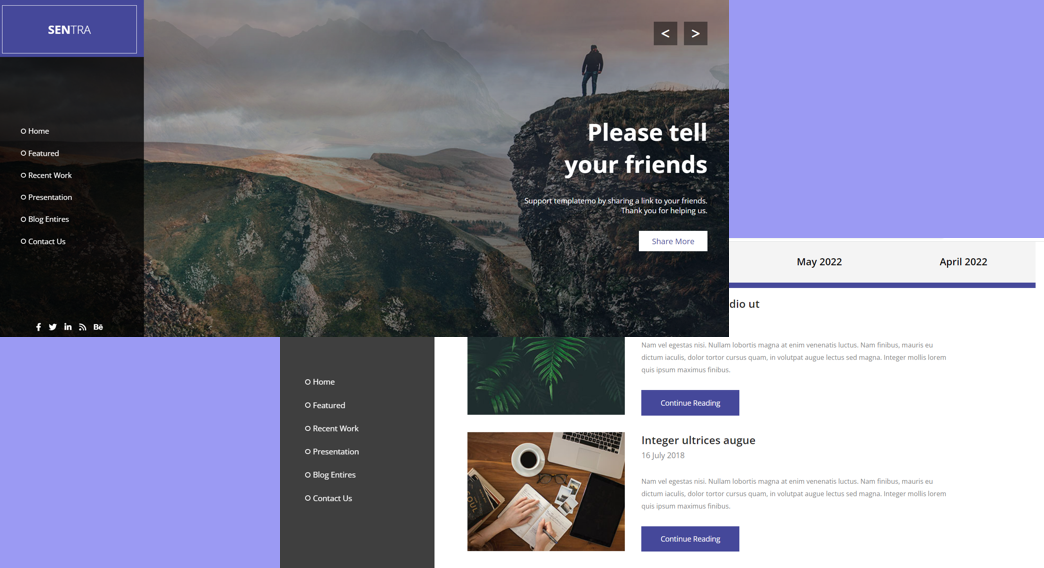 SENTRA
< >
Home
Featured
Recent Work
Presentation
Blog Entires
Contact Us
Bē
Please tell
your friends
Support templatemo by sharing a link to your friends.
Thank you for helping us.
Share More
May 2022 April 2022
dio ut
Nam vel egestas nisi. Nullam lobortis magna at enim venenatis luctus. Nam finibus, mauris eu
dictum iaculis, dolor tortor cursus quam, in volutpat augue lectus sed magna. Integer mollis lorem
quis ipsum maximus finibus.
Continue Reading
Home
Featured
Recent Work
Presentation
Blog Entires
Contact Us
Integer ultrices augue
16 July 2018
Nam vel egestas nisi. Nullam lobortis magna at enim venenatis luctus. Nam finibus, mauris eu
dictum iaculis, dolor tortor cursus quam, in volutpat augue lectus sed magna. Integer mollis lorem
quis ipsum maximus finibus.
Continue Reading